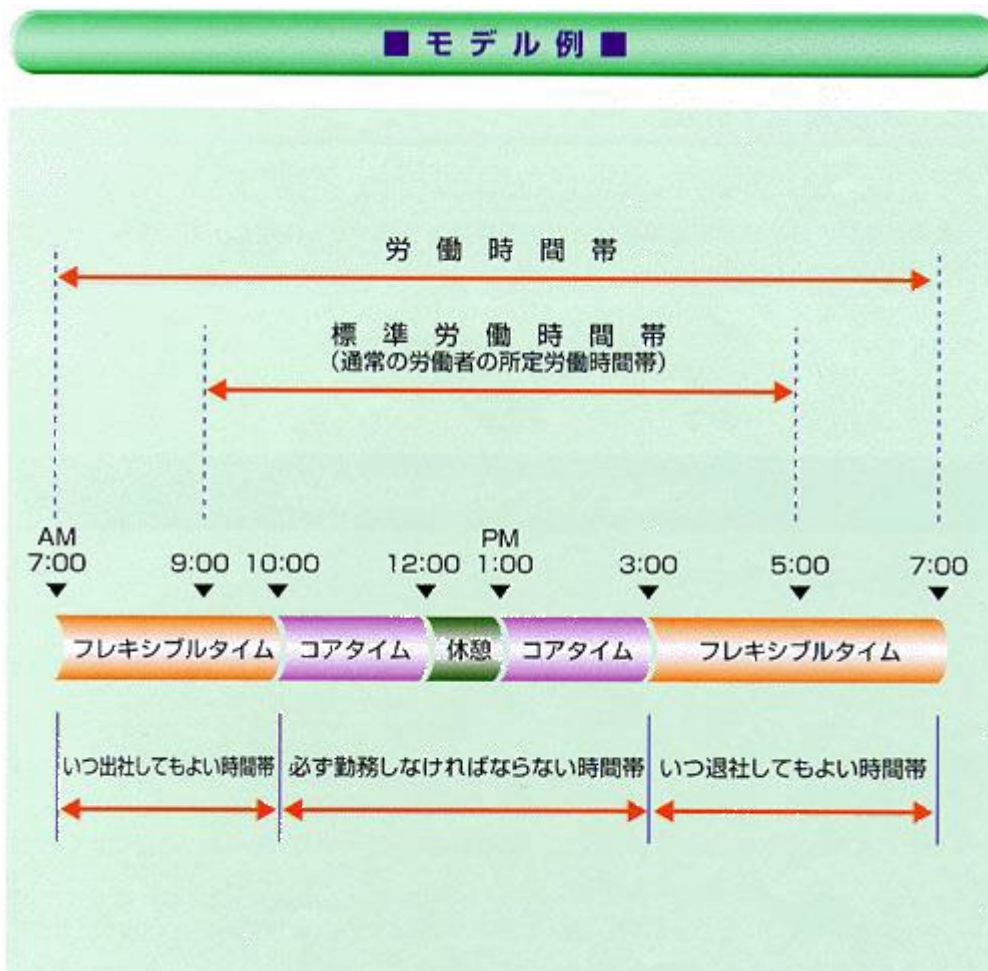 ■ モデル例 ■
労働時間帯
標準労働時間帯
（通常の労働者の所定労働時間帯）
AM PM
7:00 9:00 10:00 12:00 1:00 3:00 5:00 7:00
フレキシブルタイム コアタイム 休憩 コアタイム フレキシブルタイム
いつ出社してもよい時間帯 必ず勤務しなければならない時間帯 いつ退社してもよい時間帯